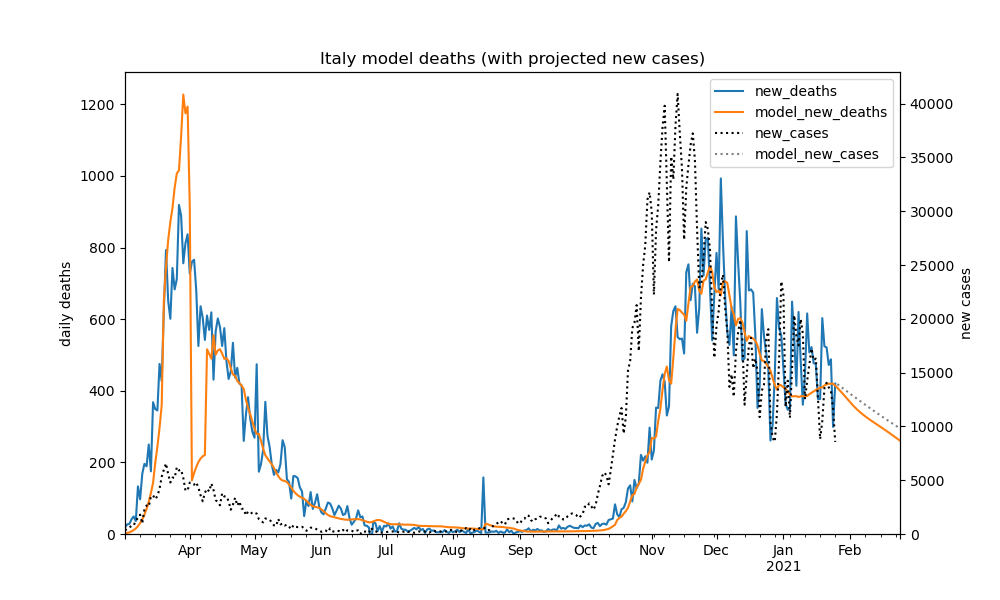 Italy model deaths (with projected new cases)
new_deaths
model_new_deaths
new_cases
model_new_cases
daily deaths
1200
1000
800
600
400
200
0
new cases
40000
35000
30000
25000
20000
15000
10000
5000
0
Apr May Jun Jul Aug Sep Oct Nov Dec Jan Feb
2021